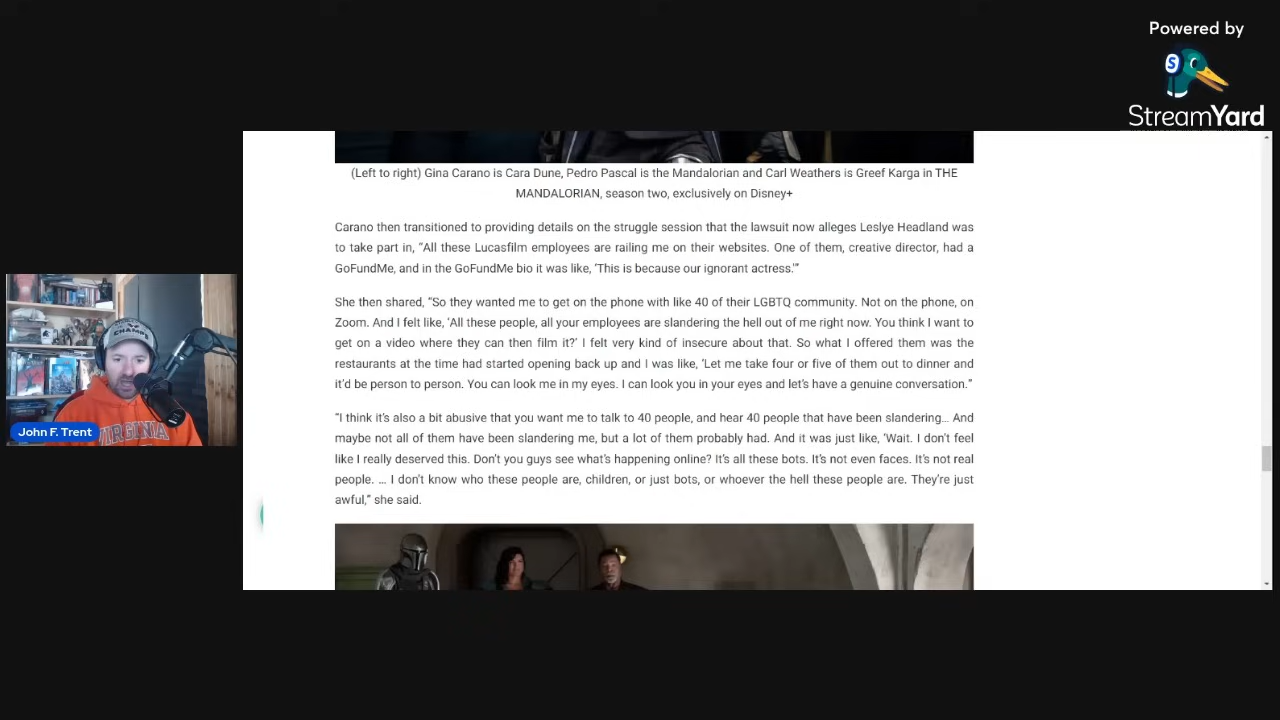 Powered by
S
StreamYard
(Left to right) Gina Carano is Cara Dune, Pedro Pascal is the Mandalorian and Carl Weathers is Greef Karga in THE
MANDALORIAN, season two, exclusively on Disney+
Carano then transitioned to providing details on the struggle session that the lawsuit now alleges Leslye Headland was
to take part in, “All these Lucasfilm employees are railing me on their websites. One of them, creative director, had a
GoFundMe, and in the GoFundMe bio it was like, ‘This is because our ignorant actress.’”
She then shared, “So they wanted me to get on the phone with like 40 of their LGBTQ community. Not on the phone, on
Zoom. And I felt like, ‘All these people, all your employees are slandering the hell out of me right now. You think I want to
get on a video where they can then film it?’ I felt very kind of insecure about that. So what I offered them was the
restaurants at the time had started opening back up and I was like, ‘Let me take four or five of them out to dinner and
it’d be person to person. You can look me in my eyes. I can look you in your eyes and let’s have a genuine conversation.”
“I think it’s also a bit abusive that you want me to talk to 40 people, and hear 40 people that have been slandering… And
maybe not all of them have been slandering me, but a lot of them probably had. And it was just like, ‘Wait. I don’t feel
like I really deserved this. Don’t you guys see what’s happening online? It’s all these bots. It’s not even faces. It’s not real
people. … I don’t know who these people are, children, or just bots, or whoever the hell these people are. They’re just
awful,” she said.
CHAMPS
VIRGINIA
John F. Trent